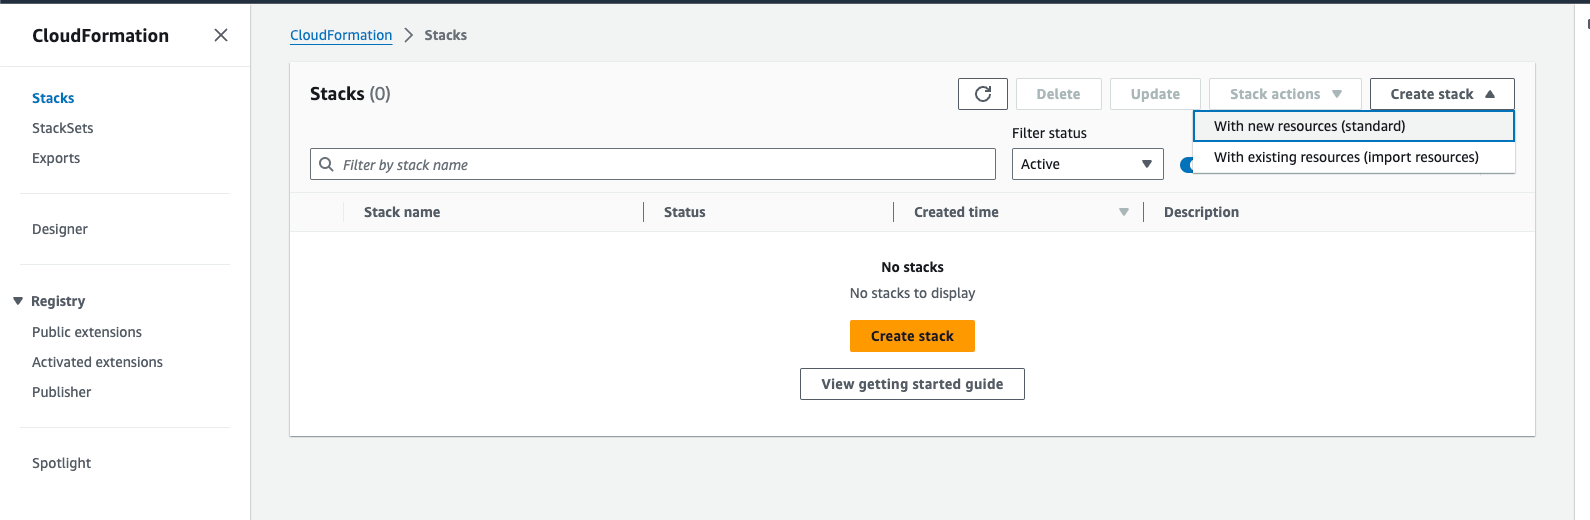 CloudFormation
Stacks
StackSets
Exports
Designer
Registry
Public extensions
Activated extensions
Publisher
Spotlight
CloudFormation > Stacks
Stacks (0)
Delete
Update
Stack actions
Create stack
With new resources (standard)
With existing resources (import resources)
Filter status
Filter by stack name
Active
Stack name
Status
Created time
Description
No stacks
No stacks to display
Create stack
View getting started guide